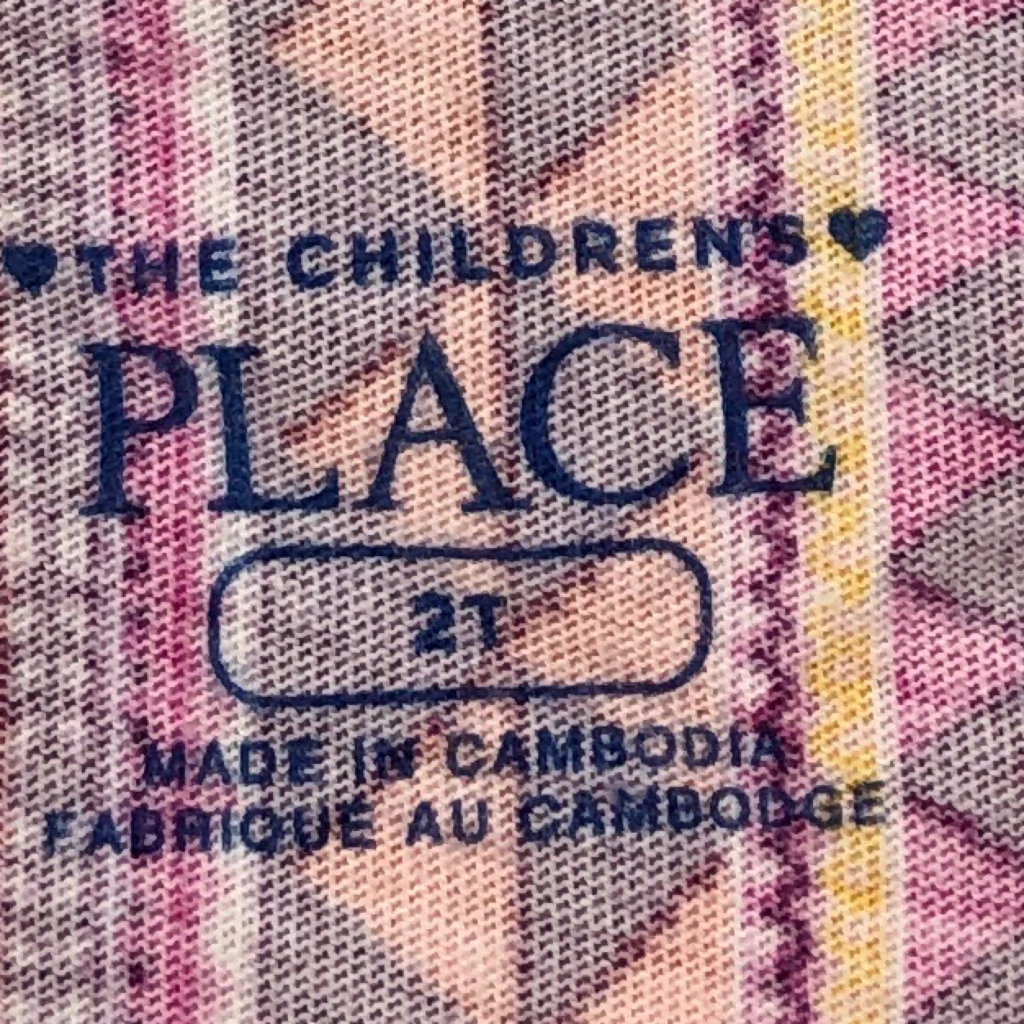 THE CHILDREN'S
PLACE
2T
MADE IN CAMBODIA
FABRIQUÉ AU CAMBODGE